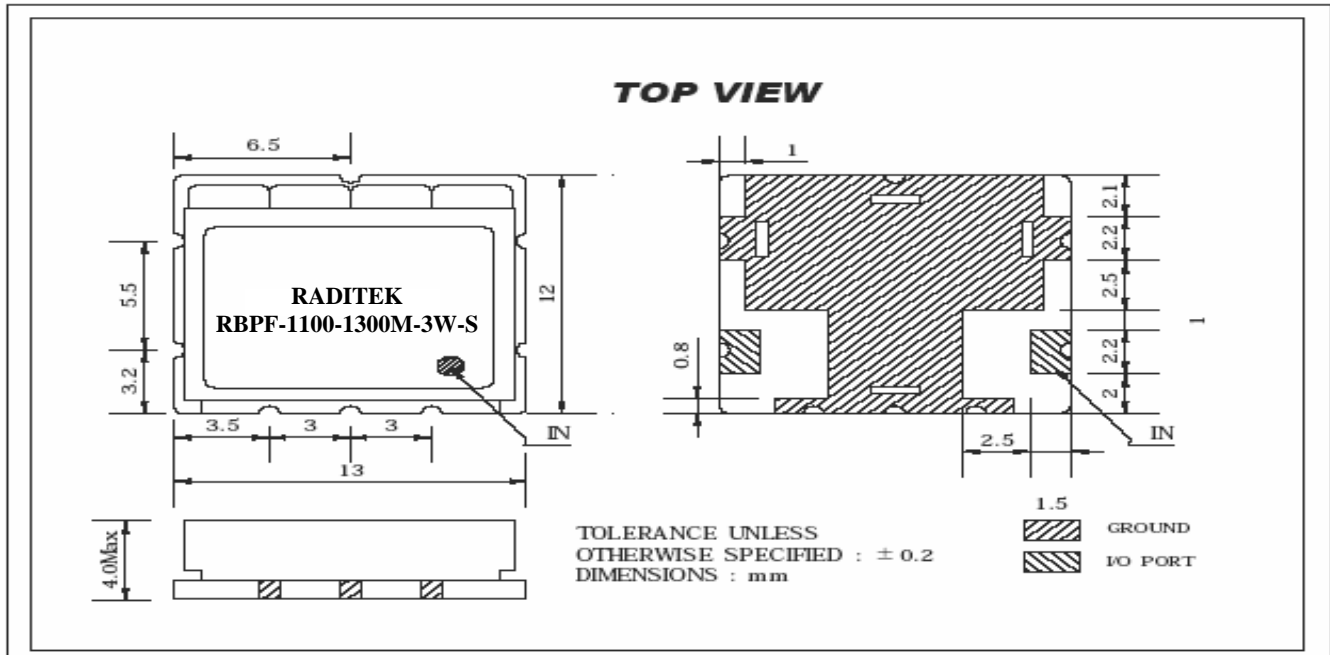 TOP VIEW
6.5
1
RADITEK
RBPF-1100-1300M-3W-S
5.5
3.2
12
IN
3.5
3
3
13
0.8
2.1
2.2
2.5
1
2.2
2
2.5
IN
1.5
4.0Max
TOLERANCE UNLESS
OTHERWISE SPECIFIED : ± 0.2
DIMENSIONS : mm
GROUND
I/O PORT